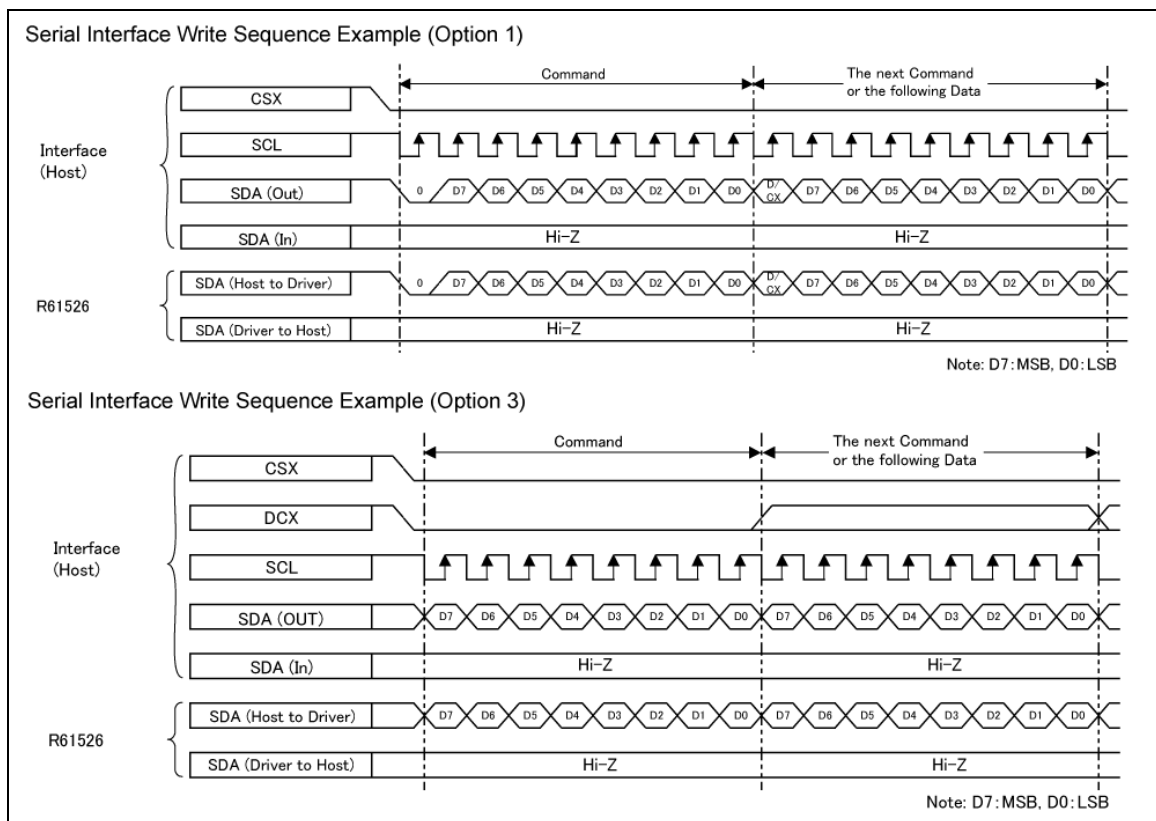 Serial Interface Write Sequence Example (Option 1)
Command
The next Command
or the following Data
CSX
Interface
(Host)
SCL
SDA (Out)
0 D7 D6 D5 D4 D3 D2 D1 D0 D/CX D7 D6 D5 D4 D3 D2 D1 D0
SDA (In)
Hi-Z Hi-Z
R61526
SDA (Host to Driver)
0 D7 D6 D5 D4 D3 D2 D1 D0 D/CX D7 D6 D5 D4 D3 D2 D1 D0
SDA (Driver to Host)
Hi-Z Hi-Z
Note: D7:MSB, D0:LSB
Serial Interface Write Sequence Example (Option 3)
Command
The next Command
or the following Data
CSX
DCX
Interface
(Host)
SCL
SDA (OUT)
D7 D6 D5 D4 D3 D2 D1 D0 D7 D6 D5 D4 D3 D2 D1 D0
SDA (In)
Hi-Z Hi-Z
R61526
SDA (Host to Driver)
D7 D6 D5 D4 D3 D2 D1 D0 D7 D6 D5 D4 D3 D2 D1 D0
SDA (Driver to Host)
Hi-Z Hi-Z
Note: D7:MSB, D0:LSB